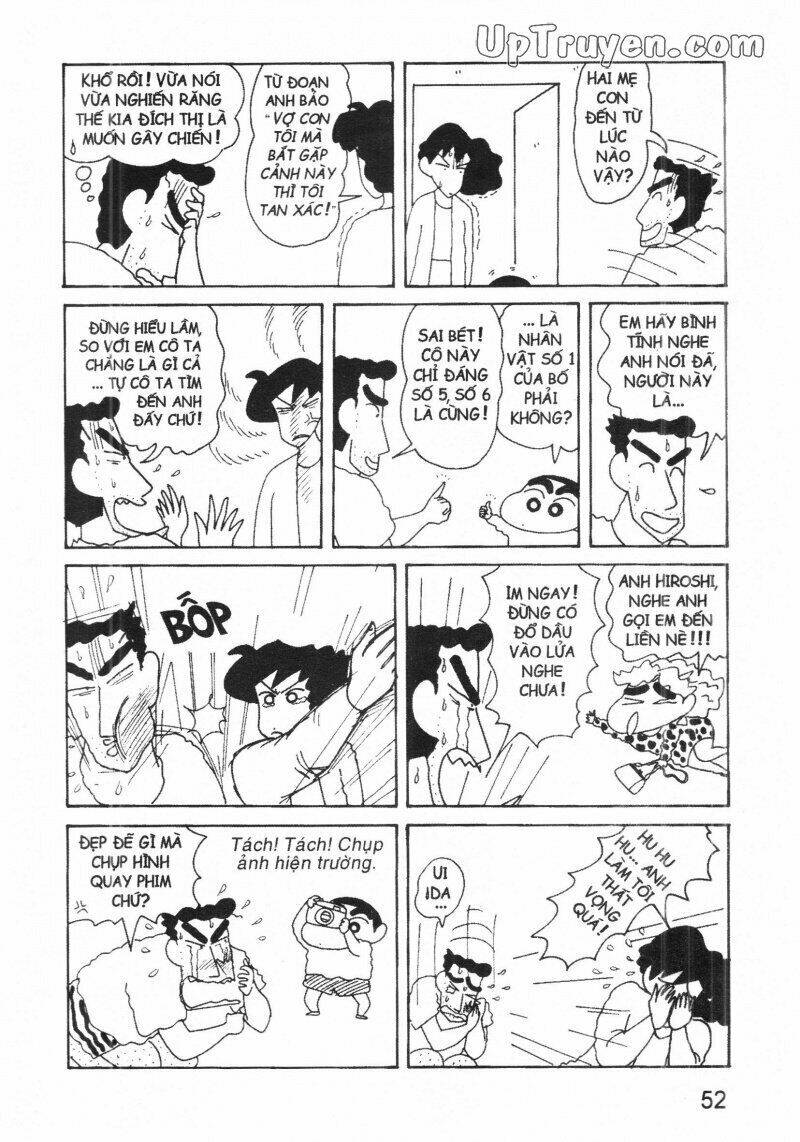 UpTruyen.com
HAI MẸ
CON
ĐẾN TỪ
LÚC
NÀO
VẬY?
TỪ ĐOẠN
ANH BẢO
"VỢ CON
TÔI MÀ
BẮT GẶP
CẢNH NÀY
THÌ TÔI
TAN XÁC!"
KHỔ RỒI! VỪA NÓI
VỪA NGHIẾN RĂNG
THẾ KIA ĐÍCH THỊ LÀ
MUỐN GÂY CHIẾN!
EM HÃY BÌNH
TĨNH NGHE
ANH NÓI ĐÃ,
NGƯỜI NÀY
LÀ...
... LÀ
NHÂN
VẬT SỐ 1
CỦA BỐ
PHẢI
KHÔNG?
SAI BÉT!
CÔ NÀY
CHỈ ĐÁNG
SỐ 5, SỐ 6
LÀ CÙNG!
ĐỪNG HIỂU LẦM,
SO VỚI EM CÔ TA
CHẲNG LÀ GÌ CẢ
... TỰ CÔ TA TÌM
ĐẾN ANH
ĐẤY CHỨ!
ANH HIROSHI,
NGHE ANH
GỌI EM ĐẾN
LIỀN NÈ!!!
IM NGAY!
ĐỪNG CÓ
ĐỔ DẦU
VÀO LỬA
NGHE
CHƯA!
BỐP
HU HU
HU... ANH
LÀM TÔI
THẤT
VỌNG
QUÁ!
UI
IDA
...
Tách! Tách! Chụp
ảnh hiện trường.
ĐẸP ĐẼ GÌ MÀ
CHỤP HÌNH
QUAY PHIM
CHỨ?
52